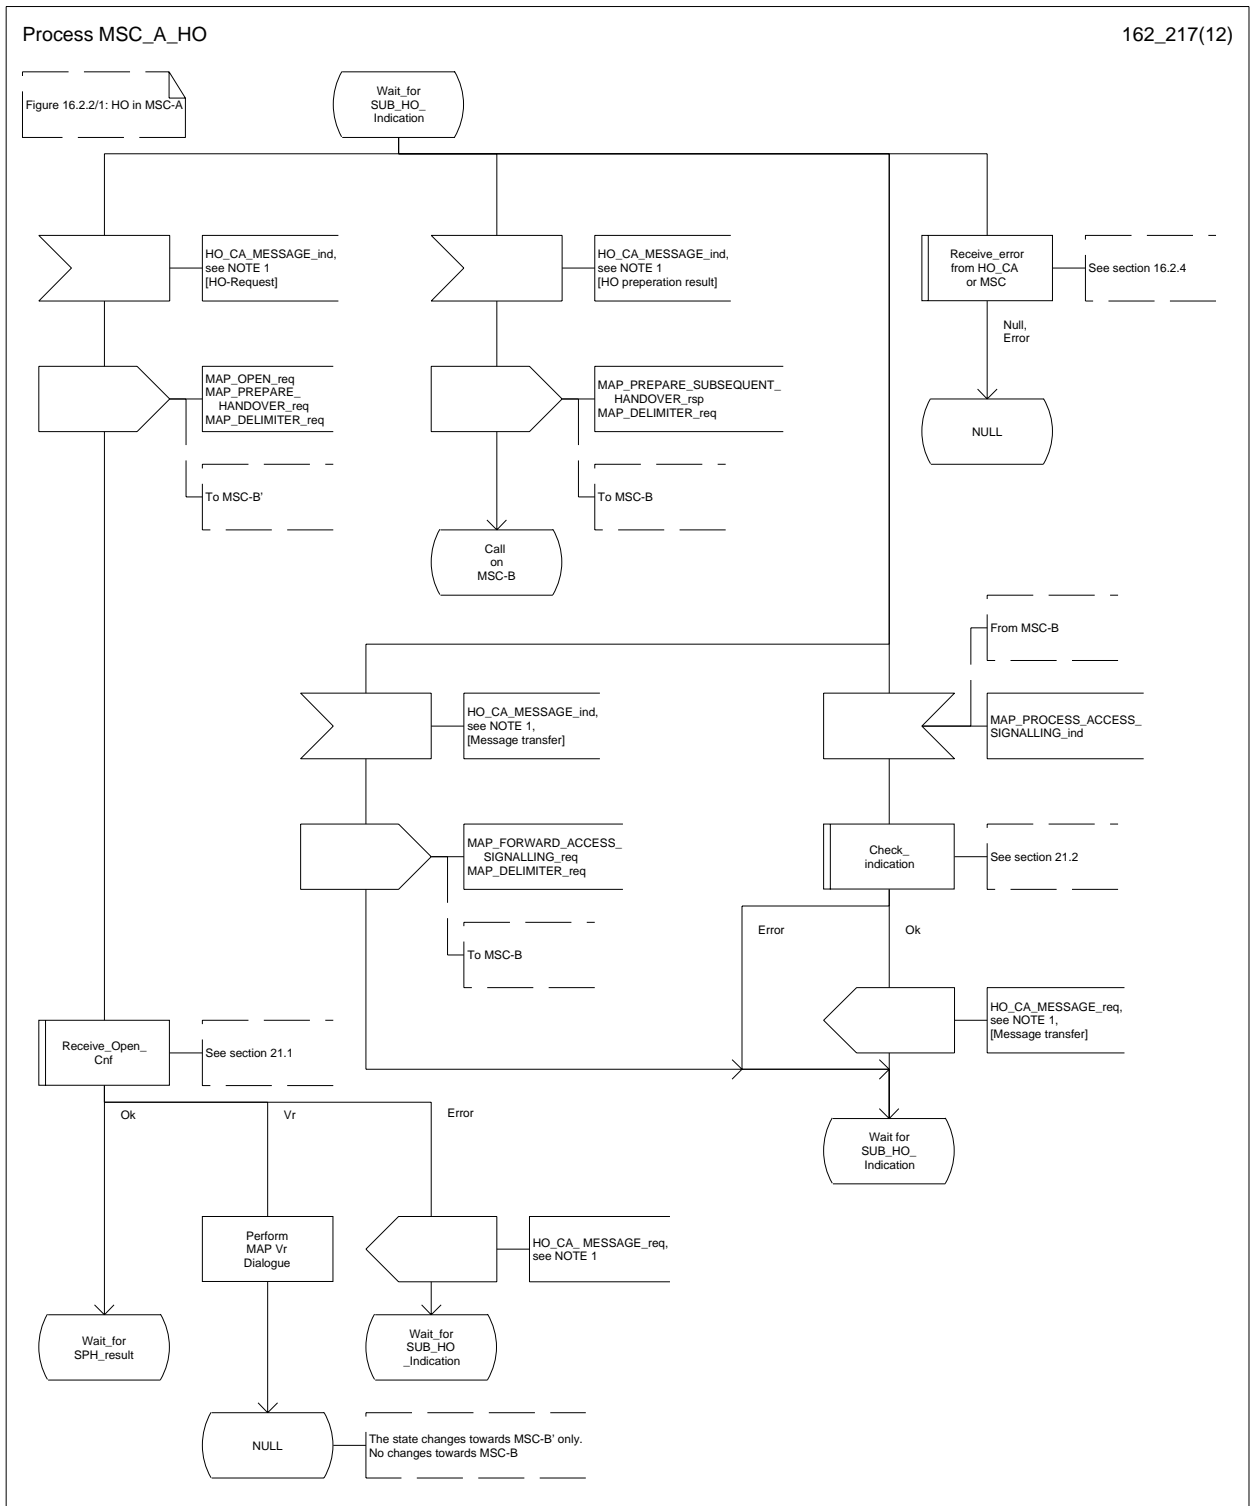 Process MSC_A_HO
162_217(12)
Figure 16.2.2/1: HO in MSC-A
Wait_for
SUB_HO_
Indication
HO_CA_MESSAGE_ind,
see NOTE 1
[HO-Request]
HO_CA_MESSAGE_ind,
see NOTE 1
[HO preperation result]
Receive_error
from HO_CA
or MSC
See section 16.2.4
Null,
Error
MAP_OPEN_req
MAP_PREPARE_
HANDOVER_req
MAP_DELIMITER_req
MAP_PREPARE_SUBSEQUENT_
HANDOVER_rsp
MAP_DELIMITER_req
NULL
To MSC-B'
To MSC-B
Call
on
MSC-B
From MSC-B
HO_CA_MESSAGE_ind,
see NOTE 1,
[Message transfer]
MAP_PROCESS_ACCESS_
SIGNALLING_ind
MAP_FORWARD_ACCESS_
SIGNALLING_req
MAP_DELIMITER_req
Check_
indication
See section 21.2
Error
Ok
To MSC-B
HO_CA_MESSAGE_req,
see NOTE 1,
[Message transfer]
Receive_Open_
Cnf
See section 21.1
Ok
Vr
Error
Wait for
SUB_HO_
Indication
Perform
MAP Vr
Dialogue
HO_CA_ MESSAGE_req,
see NOTE 1
Wait_for
SPH_result
Wait_for
SUB_HO
_Indication
NULL
The state changes towards MSC-B' only.
No changes towards MSC-B